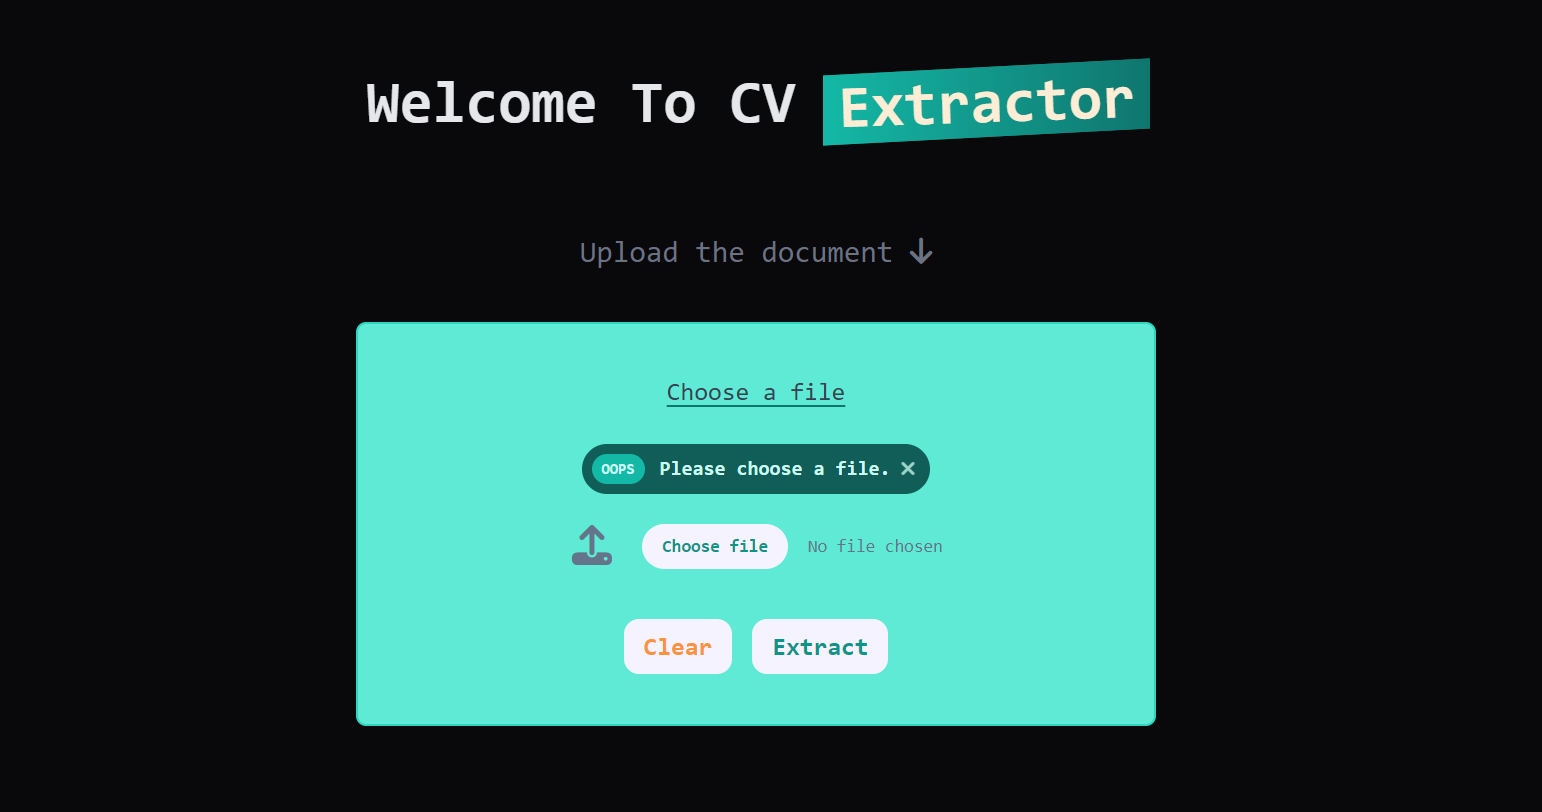 Welcome To CV Extractor
Upload the document
Choose a file
OOPS Please choose a file.
Choose file No file chosen
Clear Extract